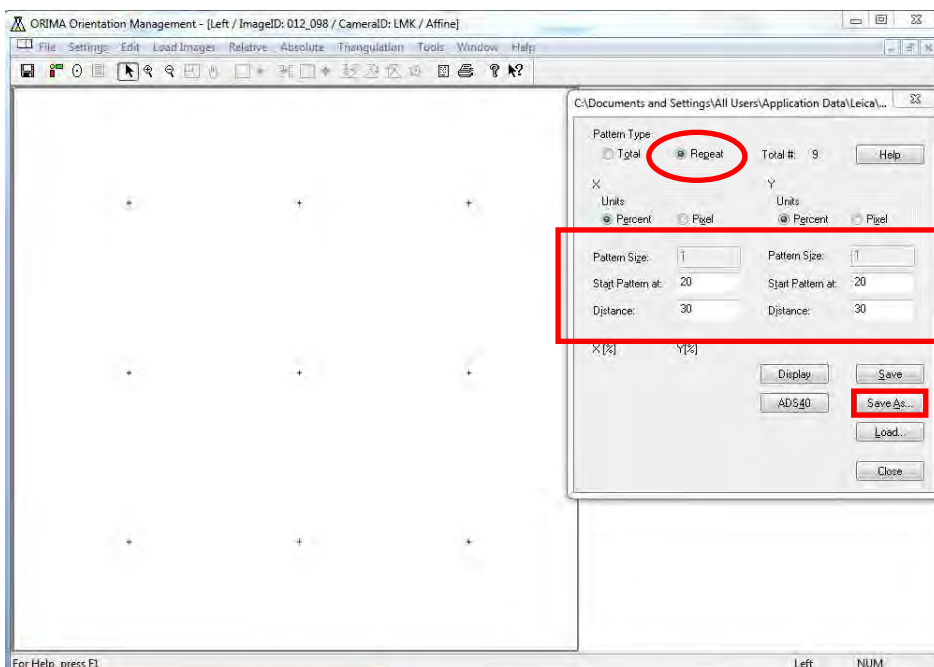 ORIMA Orientation Management - [Left / ImageID: 012_098 / CameraID: LMK / Affine]
File Settings Edit Load Images Relative Absolute Triangulation Tools Window Help
C:\Documents and Settings\All Users\Application Data\Leica\...
Pattern Type
Total Repeat Total #: 9 Help
X Y
Units Units
Percent Pixel Percent Pixel
Pattern Size: 1 Pattern Size: 1
Start Pattern at: 20 Start Pattern at: 20
Distance: 30 Distance: 30
X[%] Y[%]
Display Save
ADS40 Save As...
Load..
Close
For Help, press F1 Left NUM